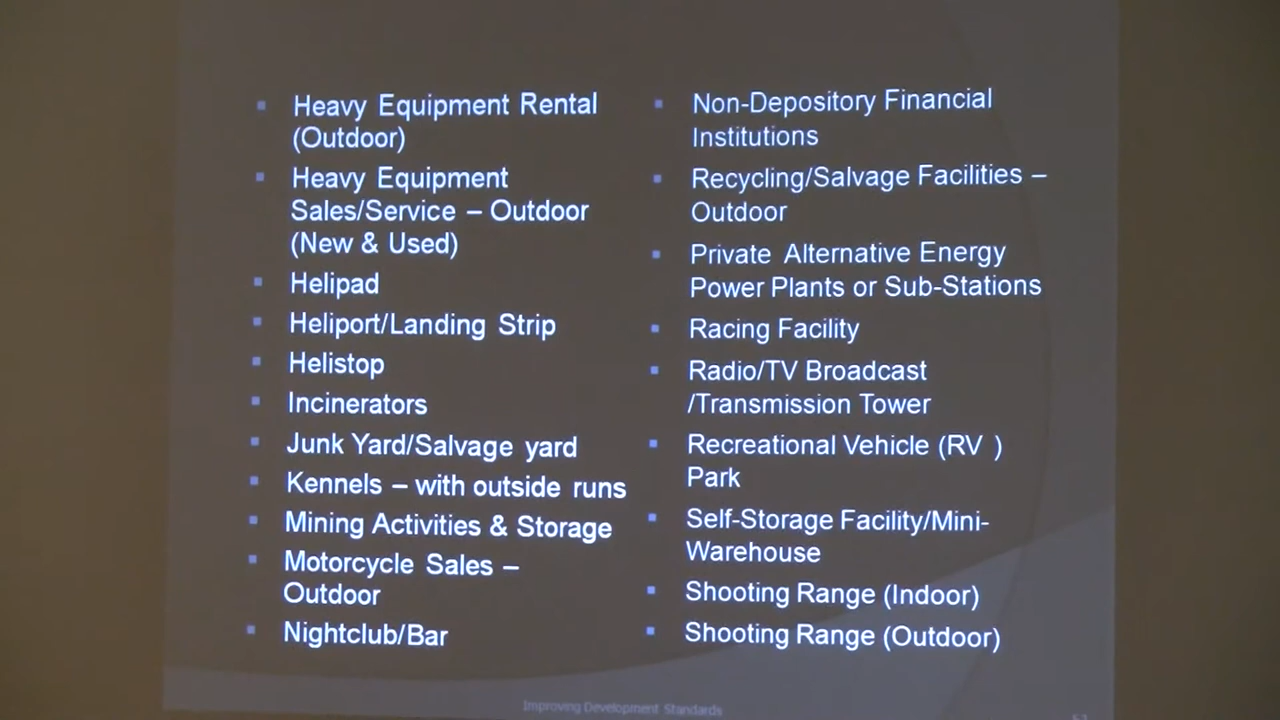 Heavy Equipment Rental
(Outdoor)
Heavy Equipment
Sales/Service – Outdoor
(New & Used)
Helipad
Heliport/Landing Strip
Helistop
Incinerators
Junk Yard/Salvage yard
Kennels – with outside runs
Mining Activities & Storage
Motorcycle Sales –
Outdoor
Nightclub/Bar
Non-Depository Financial
Institutions
Recycling/Salvage Facilities –
Outdoor
Private Alternative Energy
Power Plants or Sub-Stations
Racing Facility
Radio/TV Broadcast
/Transmission Tower
Recreational Vehicle (RV )
Park
Self-Storage Facility/Mini-
Warehouse
Shooting Range (Indoor)
Shooting Range (Outdoor)
Improving Development Standards